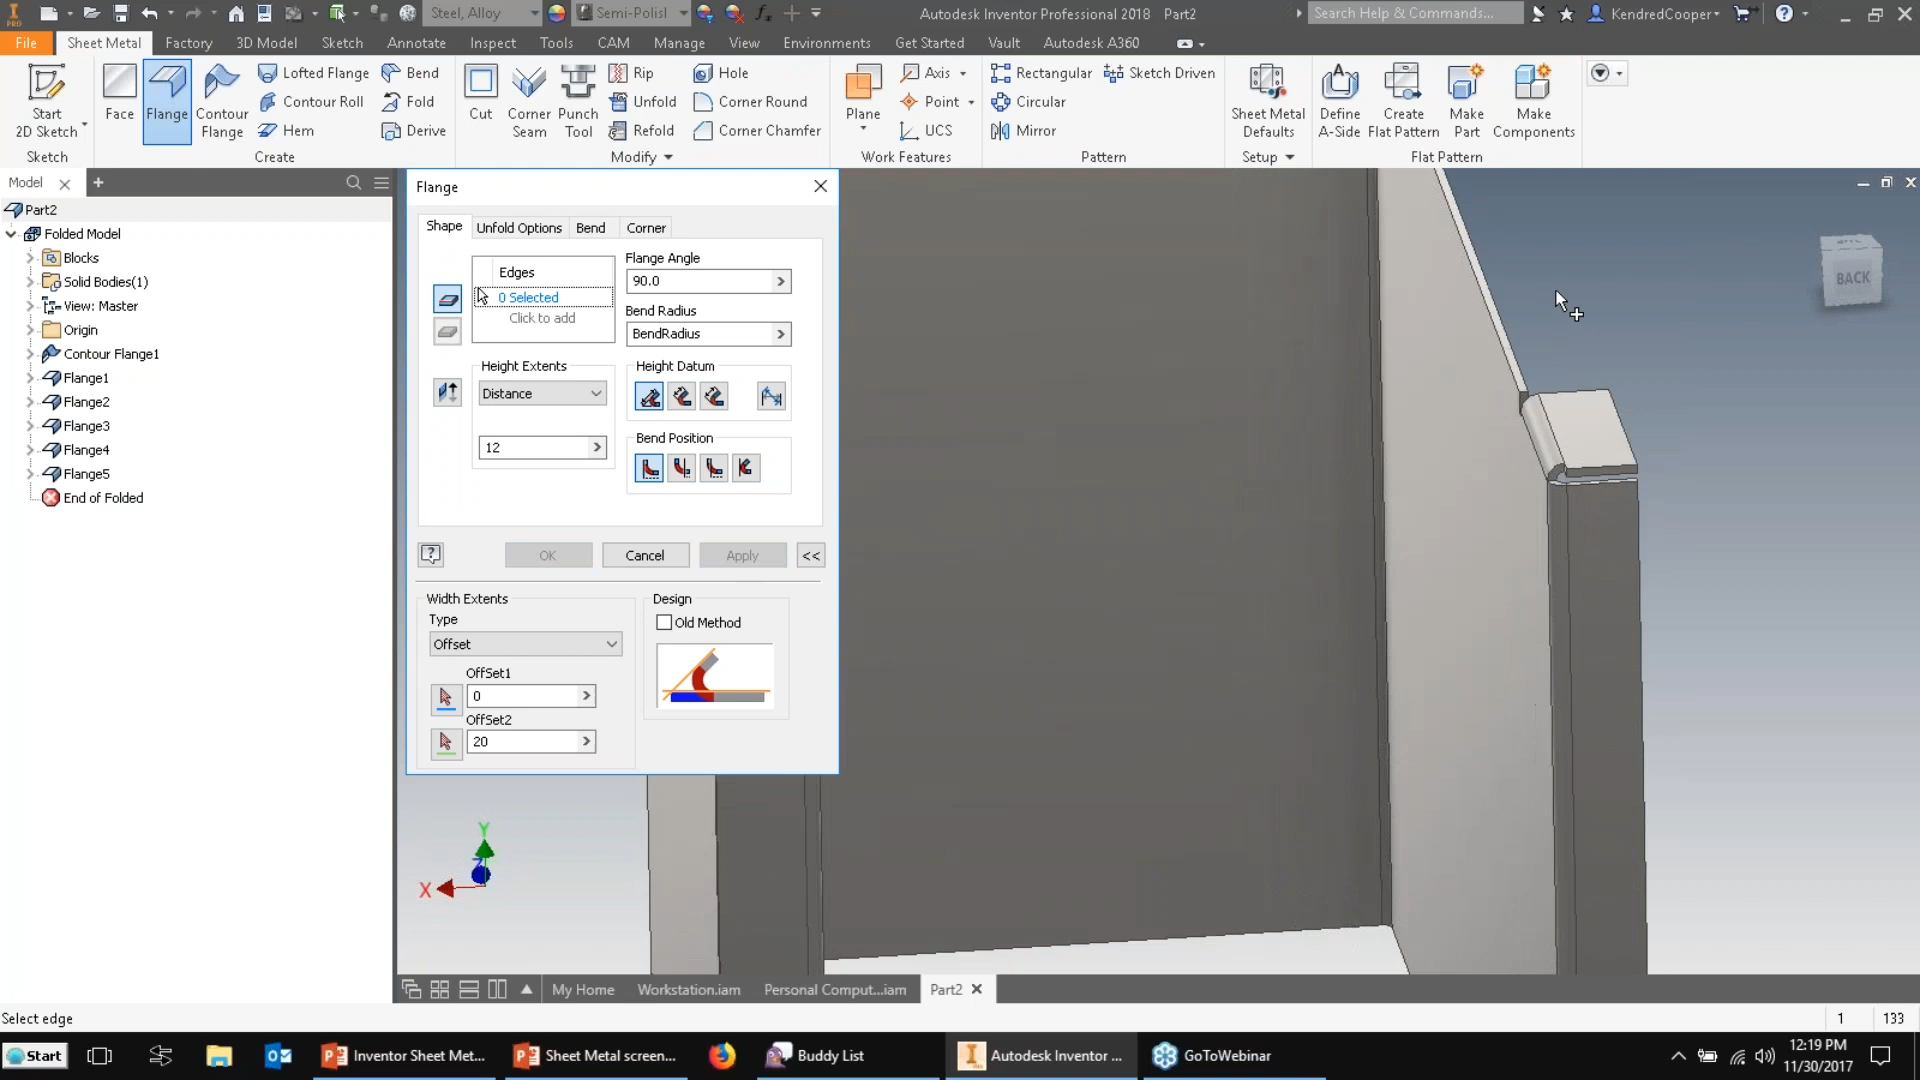 PRO
Steel, Alloy
Semi-Polisl
Autodesk Inventor Professional 2018 Part2
Search Help & Commands...
KendredCooper
File Sheet Metal Factory 3D Model Sketch Annotate Inspect Tools CAM Manage View Environments Get Started Vault Autodesk A360
Start
2D Sketch
Face
Flange
Contour
Flange
Lofted Flange
Contour Roll
Hem
Bend
Fold
Derive
Cut
Corner
Seam
Punch
Tool
Rip
Unfold
Refold
Hole
Corner Round
Corner Chamfer
Plane
Axis
Point
UCS
Rectangular
Circular
Mirror
Sketch Driven
Sheet Metal
Defaults
Define
A-Side
Create
Flat Pattern
Make
Part
Make
Components
Sketch Create Modify Work Features Pattern Setup Flat Pattern
Model
Part2
Folded Model
Blocks
Solid Bodies(1)
View: Master
Origin
Contour Flange1
Flange1
Flange2
Flange3
Flange4
Flange5
End of Folded
Flange
Shape Unfold Options Bend Corner
Edges
0 Selected
Click to add
Flange Angle
90.0
Bend Radius
BendRadius
Height Extents
Distance
12
Height Datum
Bend Position
OK Cancel Apply <<
Width Extents
Type
Offset
OffSet1
0
OffSet2
20
Design
Old Method
BACK
Y
Z
X
My Home Workstation.iam Personal Comput...iam Part2
Select edge
1 133
Start
Inventor Sheet Met...
Sheet Metal screen...
Buddy List
Autodesk Inventor ...
GoToWebinar
12:19 PM
11/30/2017